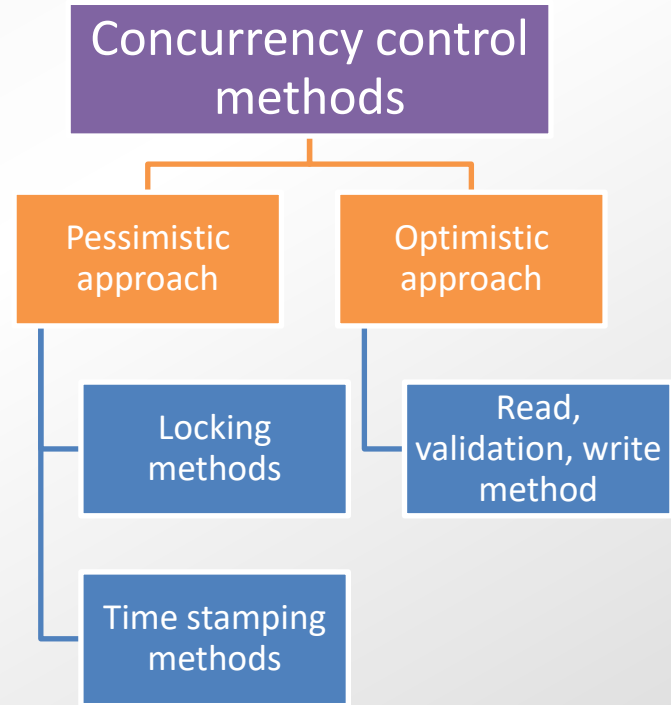 Concurrency control
methods
Pessimistic
approach
Optimistic
approach
Locking
methods
Read,
validation, write
method
Time stamping
methods